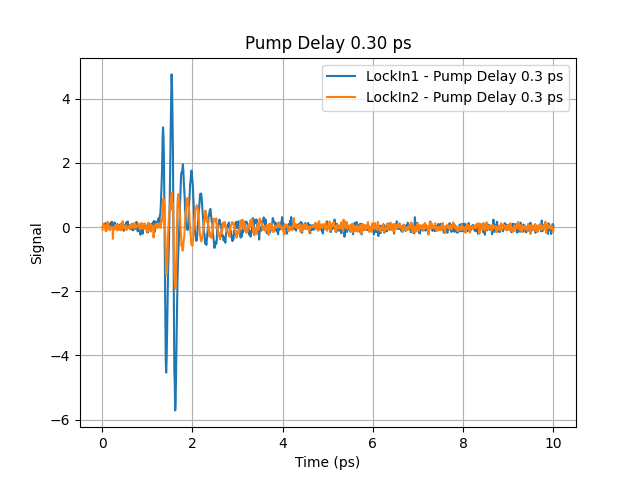 Pump Delay 0.30 ps
LockIn1 - Pump Delay 0.3 ps
LockIn2 - Pump Delay 0.3 ps
Signal
4
2
0
−2
−4
−6
0
2
4
6
8
10
Time (ps)